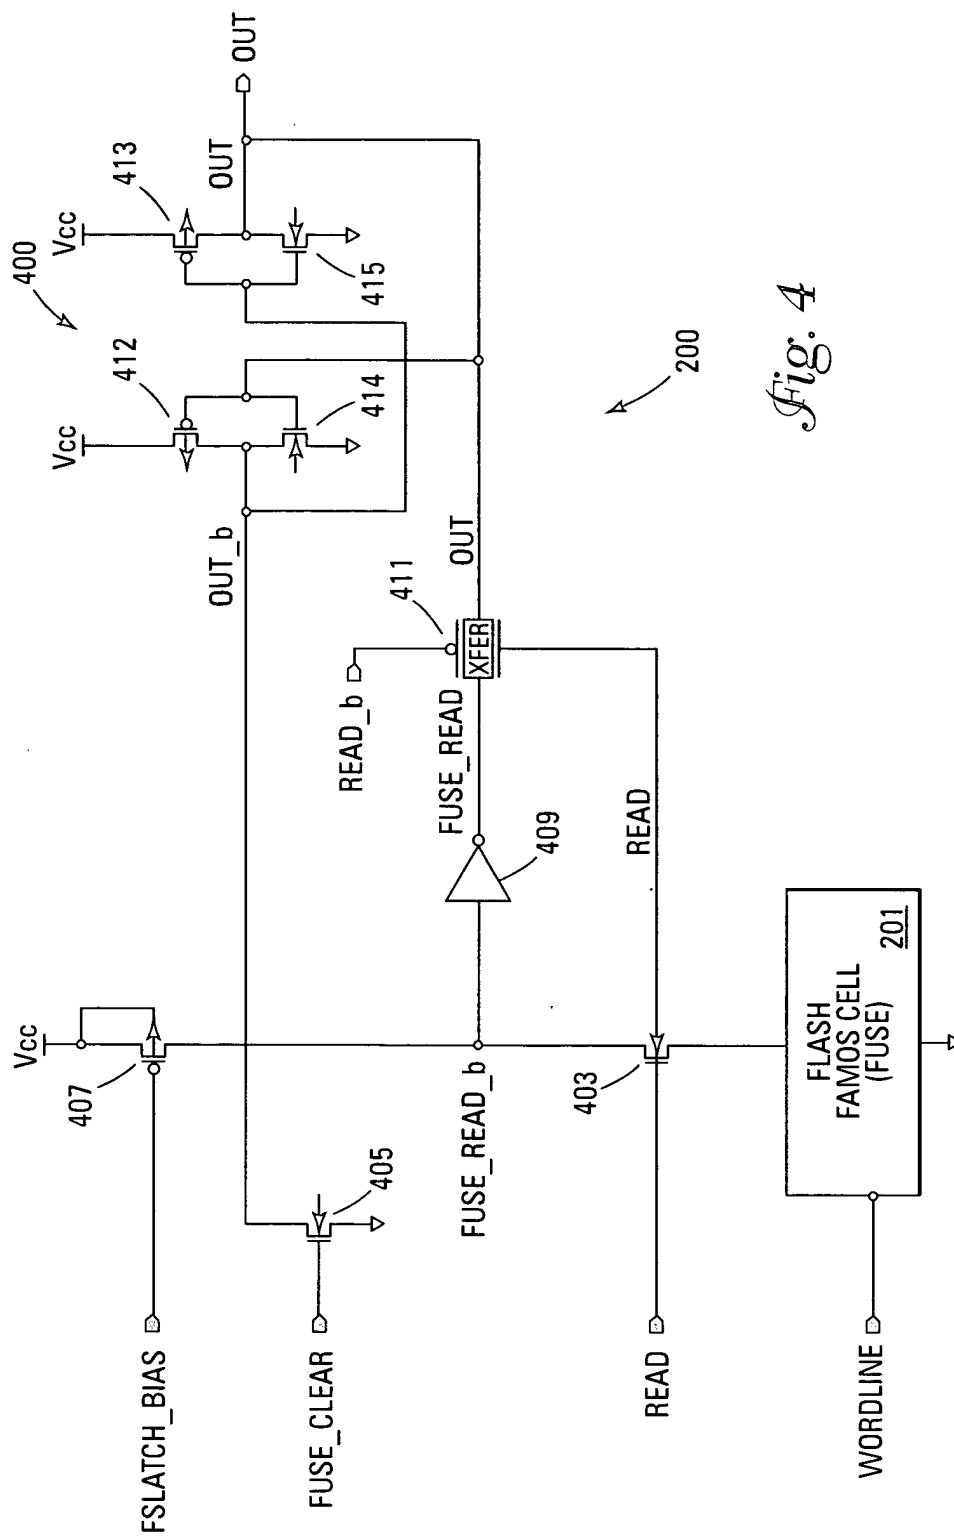 400
Vcc
412
Vcc
413
OUT
OUT
414
415
OUT_b
Vcc
407
FSLATCH_BIAS
405
FUSE_CLEAR
READ_b
411
XFER
FUSE_READ
OUT
409
FUSE_READ_b
READ
403
READ
FLASH
FAMOS CELL
(FUSE)
201
WORDLINE
200
Fig. 4